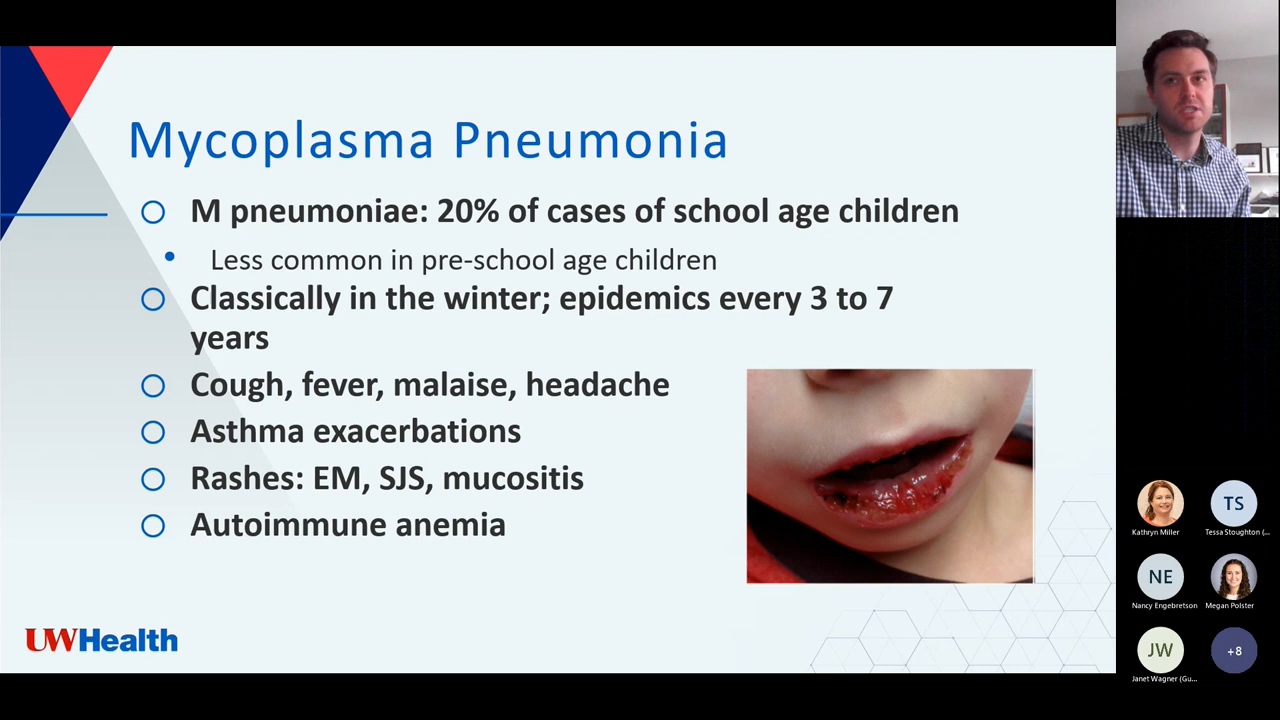 Mycoplasma Pneumonia
M pneumoniae: 20% of cases of school age children
Less common in pre-school age children
Classically in the winter; epidemics every 3 to 7
years
Cough, fever, malaise, headache
Asthma exacerbations
Rashes: EM, SJS, mucositis
Autoimmune anemia
UWHealth
Kathryn Miller
TS
Tessa Stoughton (...
NE
Nancy Engebretson
Megan Polster
JW
Janet Wagner (Gu...
+8